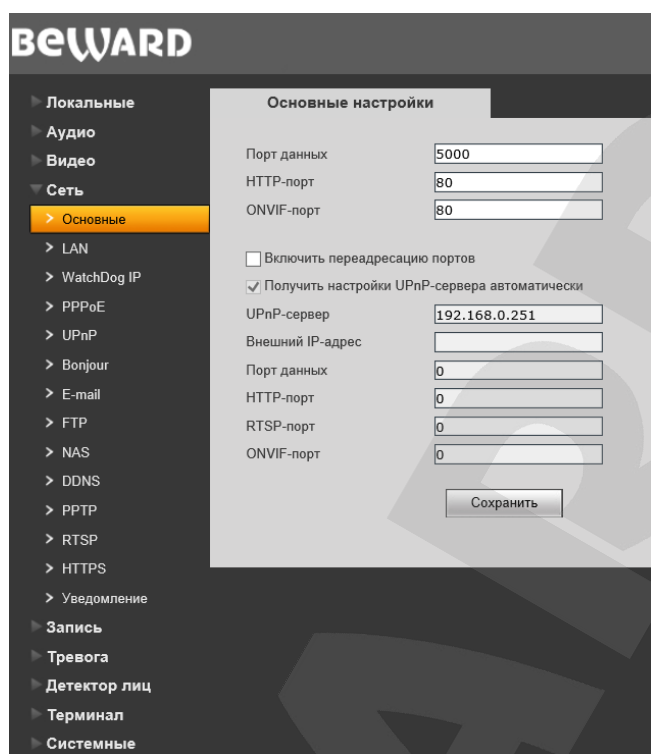 BEWARD
Локальные
Аудио
Видео
Сеть
Основные
LAN
WatchDog IP
PPPoE
UPnP
Bonjour
E-mail
FTP
NAS
DDNS
PPTP
RTSP
HTTPS
Уведомление
Запись
Тревога
Детектор лиц
Терминал
Системные
Основные настройки
Порт данных 5000
HTTP-порт 80
ONVIF-порт 80
Включить переадресацию портов
Получить настройки UPnP-сервера автоматически
UPnP-сервер 192.168.0.251
Внешний IP-адрес
Порт данных 0
HTTP-порт 0
RTSP-порт 0
ONVIF-порт 0
Сохранить